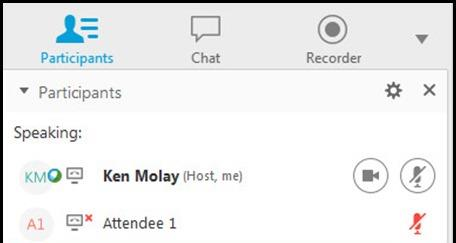 Participants Chat Recorder
Participants
Speaking:
KM Ken Molay (Host, me)
A1 Attendee 1